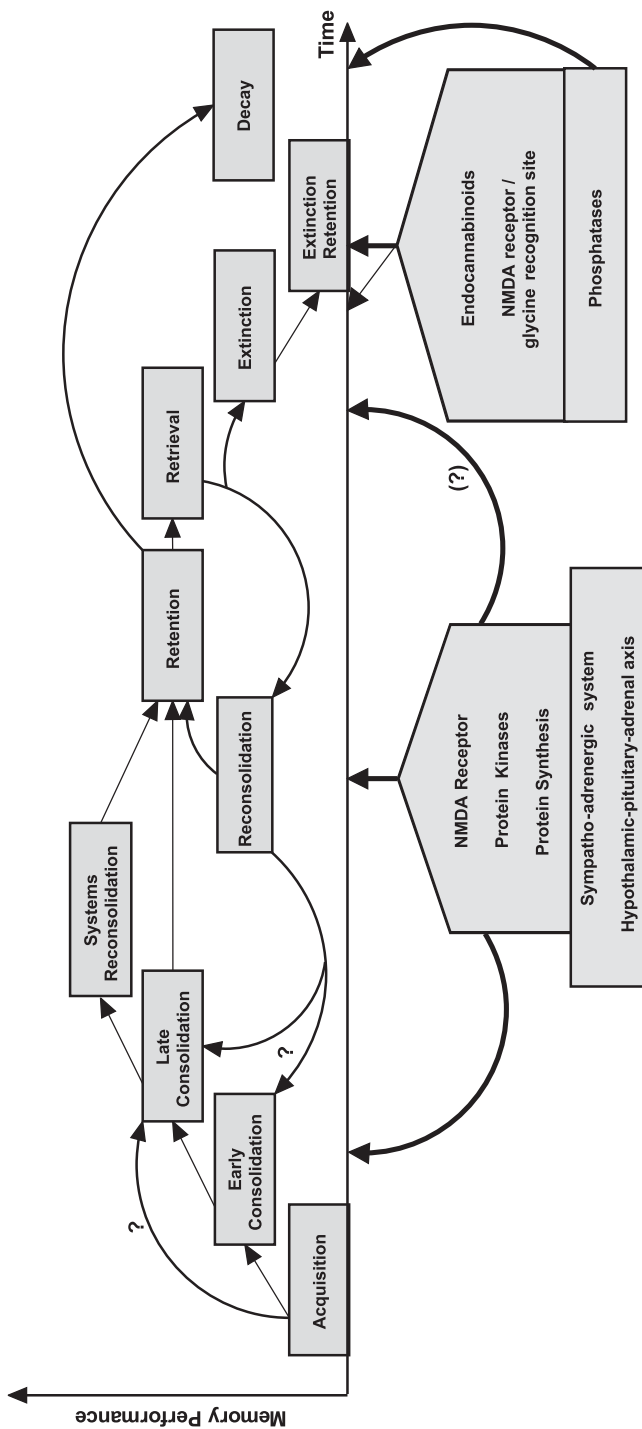 Memory Performance
Time
Acquisition
?
Early
Consolidation
Late
Consolidation
?
Systems
Reconsolidation
Reconsolidation
Retention
Retrieval
Extinction
Extinction
Retention
Decay
NMDA Receptor
Protein Kinases
Protein Synthesis
Sympatho-adrenergic system
Hypothalamic-pituitary-adrenal axis
(?)
Endocannabinoids
NMDA receptor /
glycine recognition site
Phosphatases